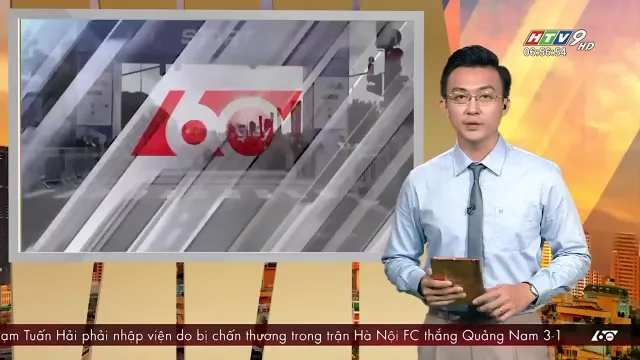 HTV9 HD
06:56:54
60
ạm Tuấn Hải phải nhập viện do bị chấn thương trong trận Hà Nội FC thắng Quảng Nam 3-1
60